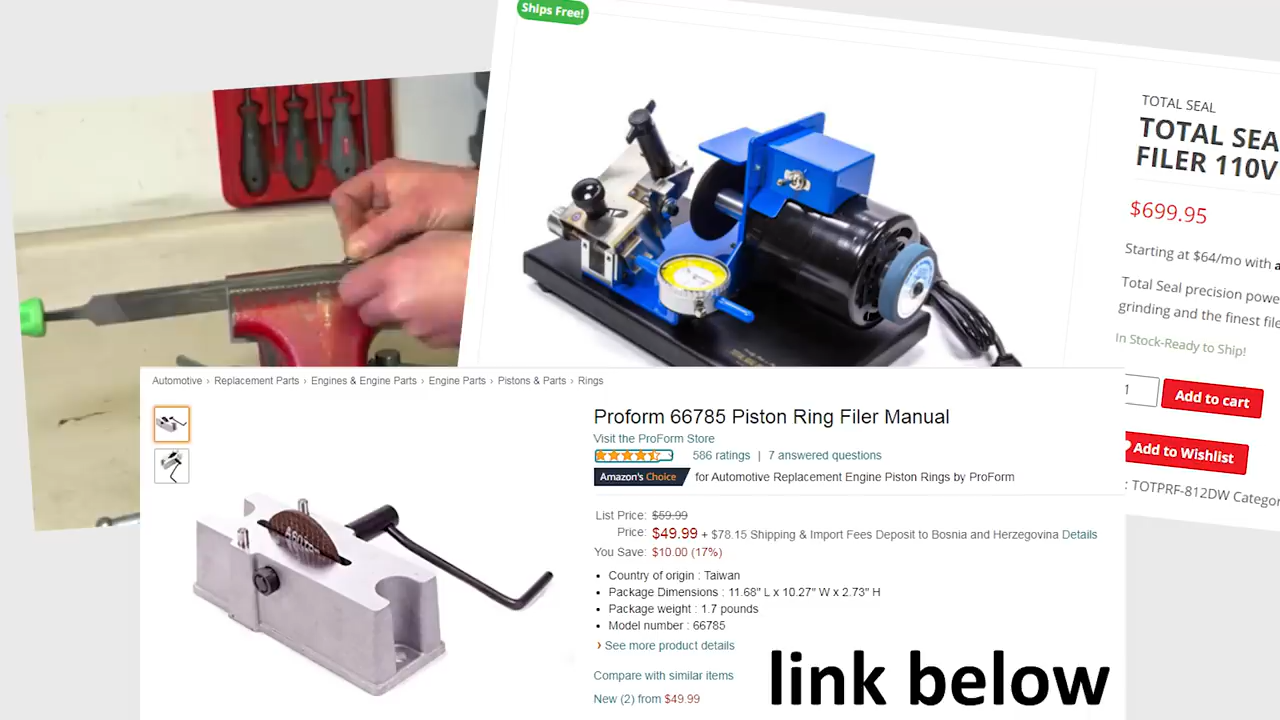 Ships Free!
TOTAL SEAL
TOTAL SEA
FILER 110V
$699.95
Starting at $64/mo with a
Total Seal precision powe
grinding and the finest file
In Stock-Ready to Ship!
1
Add to cart
Add to Wishlist
: TOTPRF-812DW Categor
Automotive › Replacement Parts › Engines & Engine Parts › Engine Parts › Pistons & Parts › Rings
Proform 66785 Piston Ring Filer Manual
Visit the ProForm Store
586 ratings | 7 answered questions
Amazon's Choice for Automotive Replacement Engine Piston Rings by ProForm
List Price: $59.99
Price: $49.99 + $78.15 Shipping & Import Fees Deposit to Bosnia and Herzegovina Details
You Save: $10.00 (17%)
• Country of origin : Taiwan
• Package Dimensions : 11.68" L x 10.27" W x 2.73" H
• Package weight : 1.7 pounds
• Model number : 66785
› See more product details
Compare with similar items
New (2) from $49.99
link below